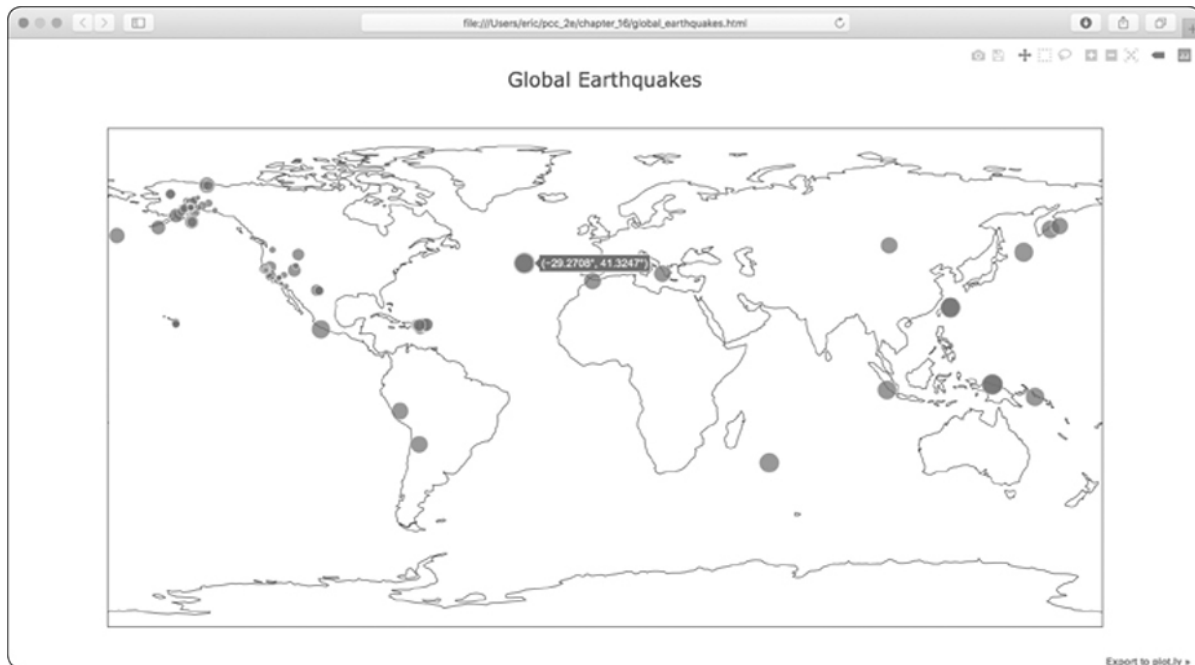 file:///Users/eric/pcc_2e/chapter_16/global_earthquakes.html
Global Earthquakes
(−29.2708°, 41.3247°)
Export to plot.ly »